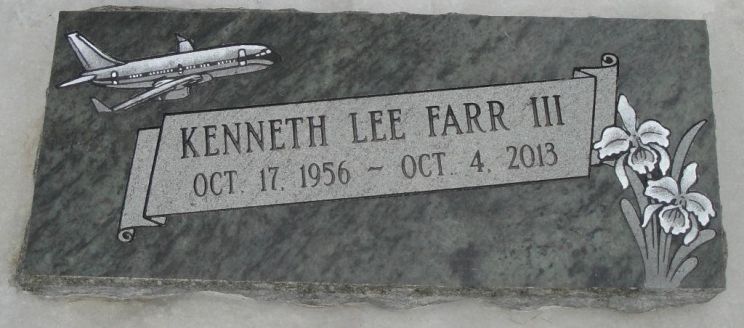 KENNETH LEE FARR III
OCT. 17, 1956 ~ OCT. 4, 2013